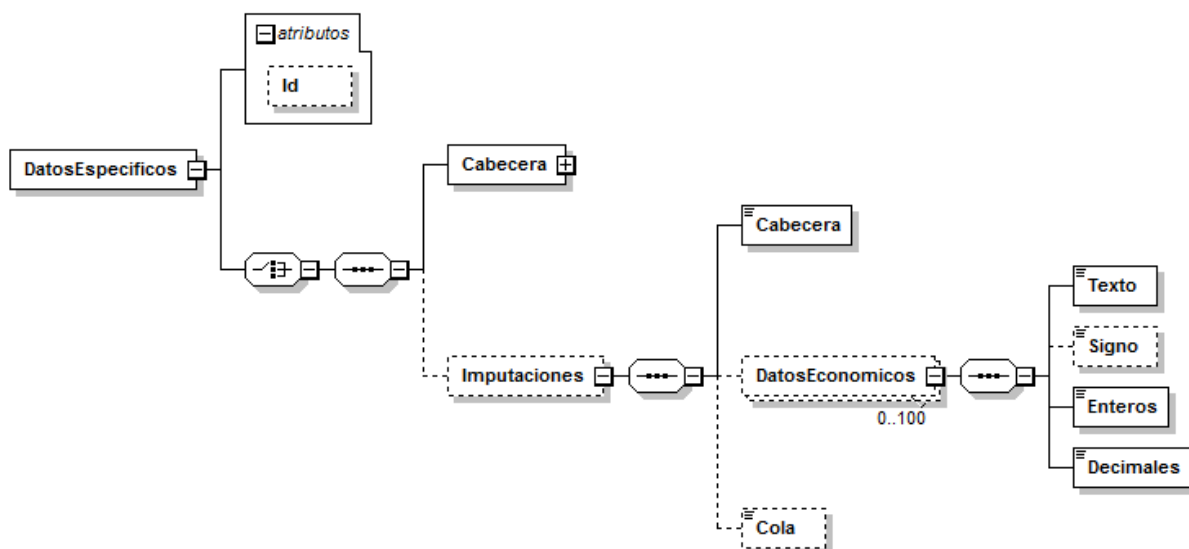 atributos
Id
DatosEspecificos
Cabecera
Cabecera
Texto
Signo
Imputaciones
DatosEconomicos
0..100
Enteros
Decimales
Cola